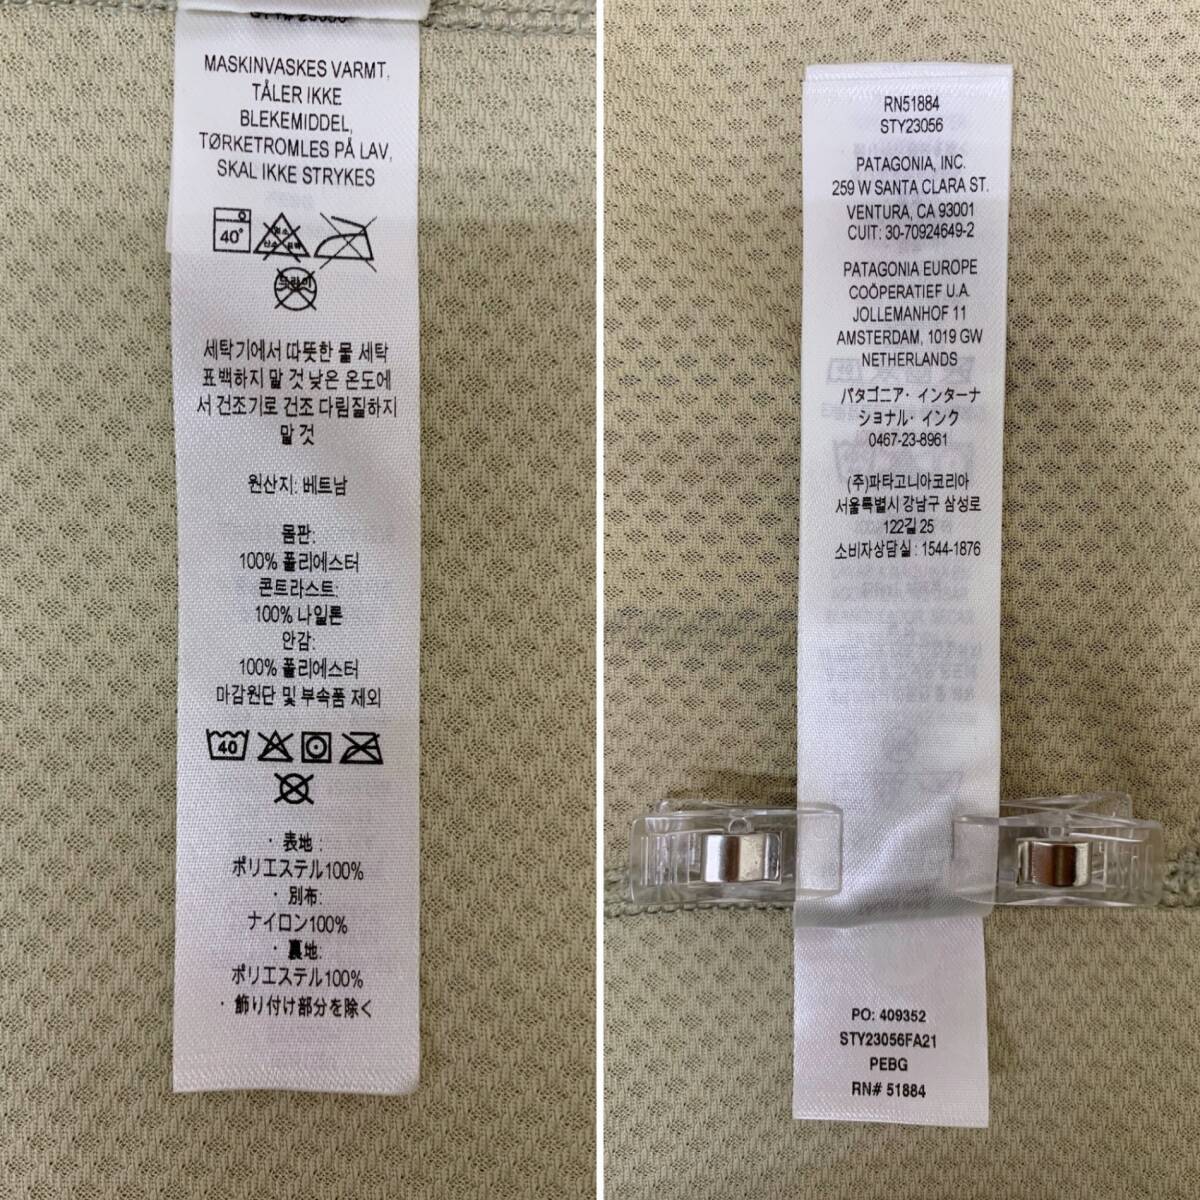 MASKINVASKES VARMT,
TÅLER IKKE
BLEKEMIDDEL,
TØRKETROMLES PÅ LAV,
SKAL IKKE STRYKES
40°
드라이
세탁기에서 따뜻한 물 세탁
표백하지 말 것 낮은 온도에
서 건조기로 건조 다림질하지
말 것
원산지: 베트남
몸판:
100% 폴리에스터
콘트라스트:
100% 나일론
안감:
100% 폴리에스터
마감원단 및 부속품 제외
40
・表地:
ポリエステル100%
・別布:
ナイロン100%
・裏地:
ポリエステル100%
・飾り付け部分を除く
RN51884
STY23056
PATAGONIA, INC.
259 W SANTA CLARA ST.
VENTURA, CA 93001
CUIT: 30-70924649-2
PATAGONIA EUROPE
COÖPERATIEF U.A.
JOLLEMANHOF 11
AMSTERDAM, 1019 GW
NETHERLANDS
パタゴニア・インターナ
ショナル・インク
0467-23-8961
(주)파타고니아코리아
서울특별시 강남구 삼성로
122길 25
소비자상담실 : 1544-1876
PO: 409352
STY23056FA21
PEBG
RN# 51884